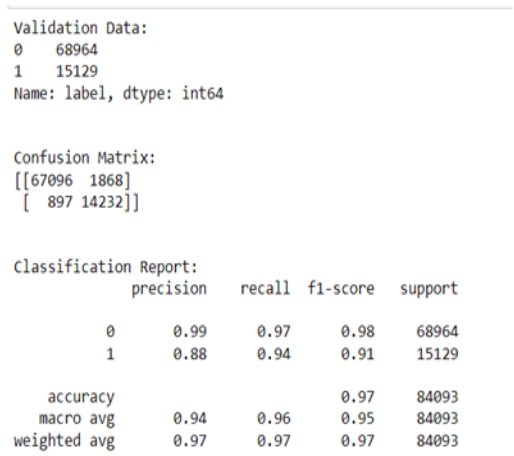 Validation Data:
0    68964
1    15129
Name: label, dtype: int64
Confusion Matrix:
[[67096  1868]
 [  897 14232]]
Classification Report:
              precision    recall  f1-score   support
           0       0.99      0.97      0.98     68964
           1       0.88      0.94      0.91     15129
    accuracy                           0.97     84093
   macro avg       0.94      0.96      0.95     84093
weighted avg       0.97      0.97      0.97     84093